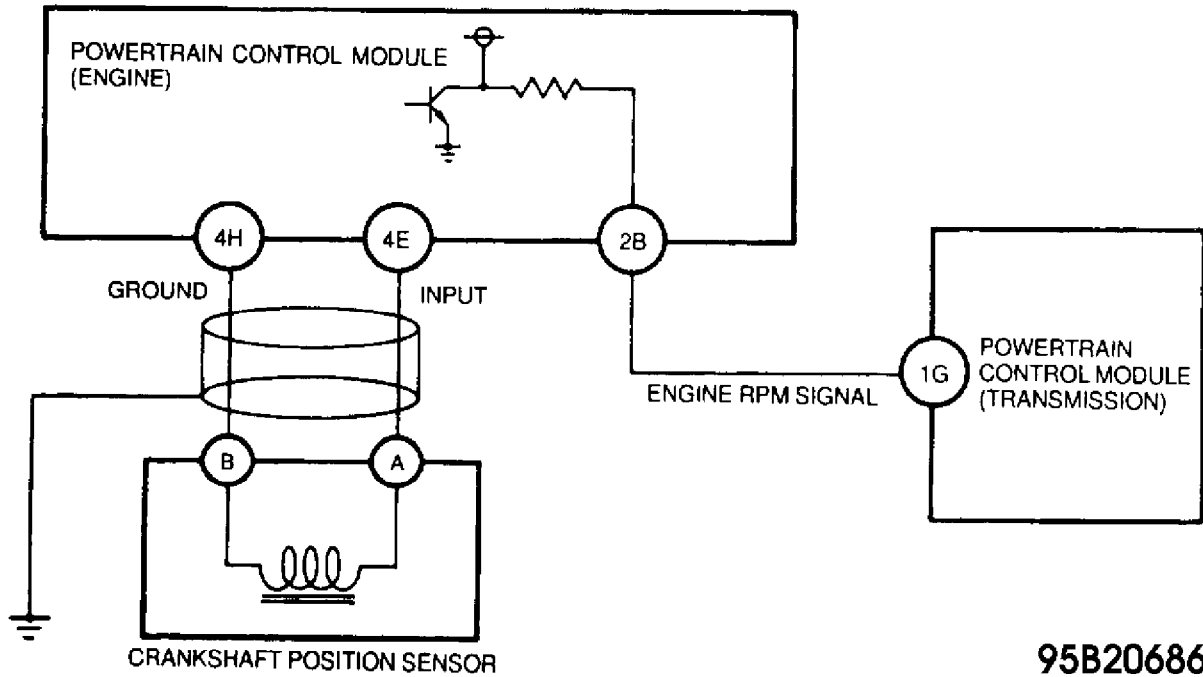 POWERTRAIN CONTROL MODULE
(ENGINE)
4H
4E
2B
GROUND
INPUT
1G
POWERTRAIN
CONTROL MODULE
(TRANSMISSION)
ENGINE RPM SIGNAL
B
A
CRANKSHAFT POSITION SENSOR
95B20686